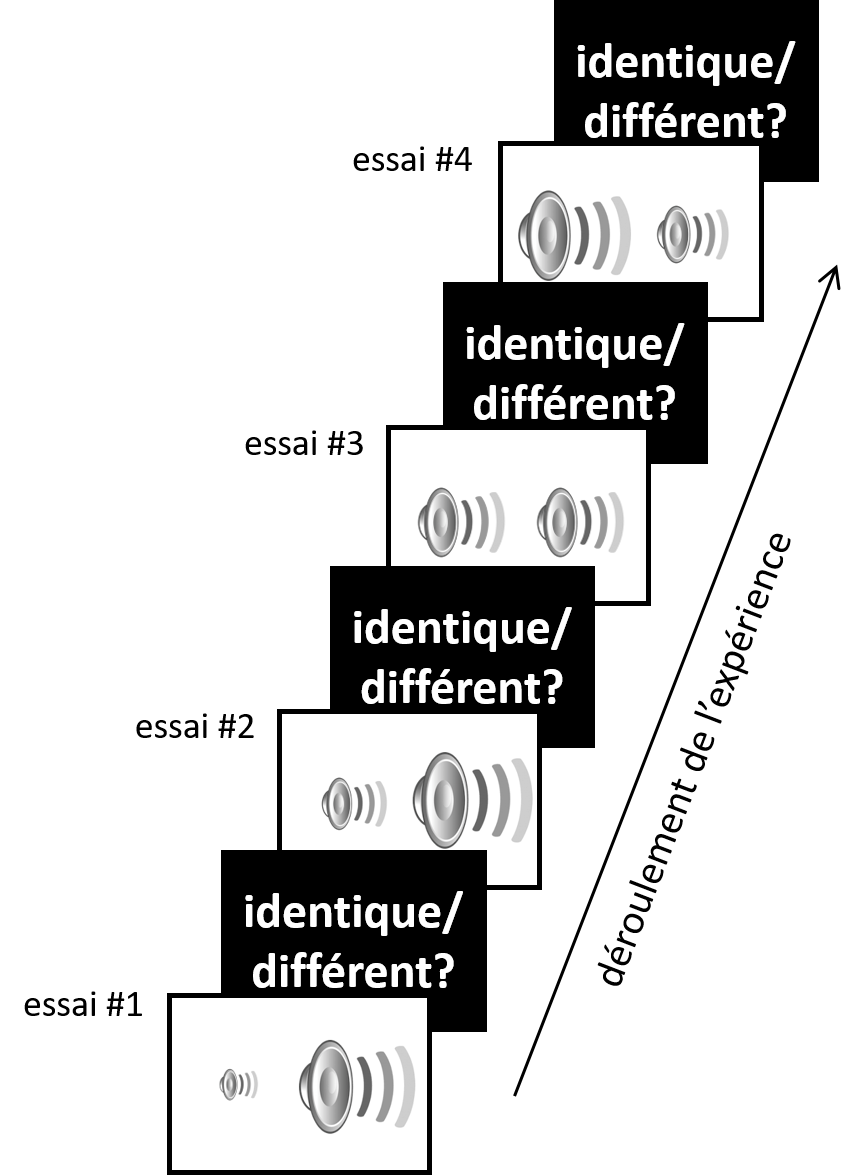 identique/
différent?
essai #4
identique/
différent?
essai #3
identique/
différent?
essai #2
identique/
différent?
essai #1
déroulement de l'expérience